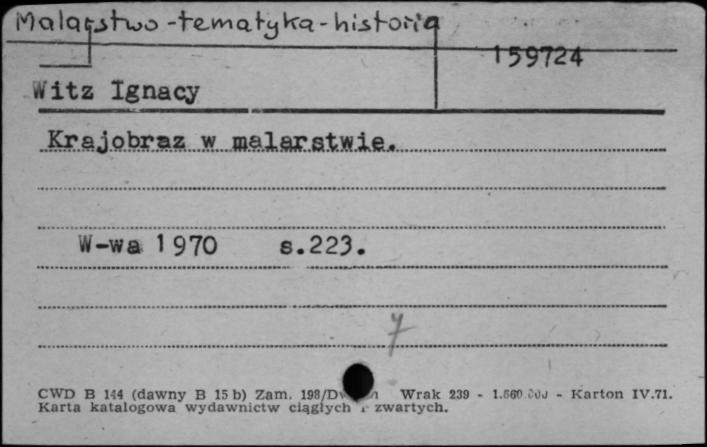 Malarstwo - tematyka - historia
159724
Witz Ignacy
Krajobraz w malarstwie.
W-wa 1970 s.223.
7
CWD B 144 (dawny B 15 b) Zam. 198/ Wrak 239 - 1.660 - Karton IV.71.
Karta katalogowa wydawnictw ciągłych i zwartych.